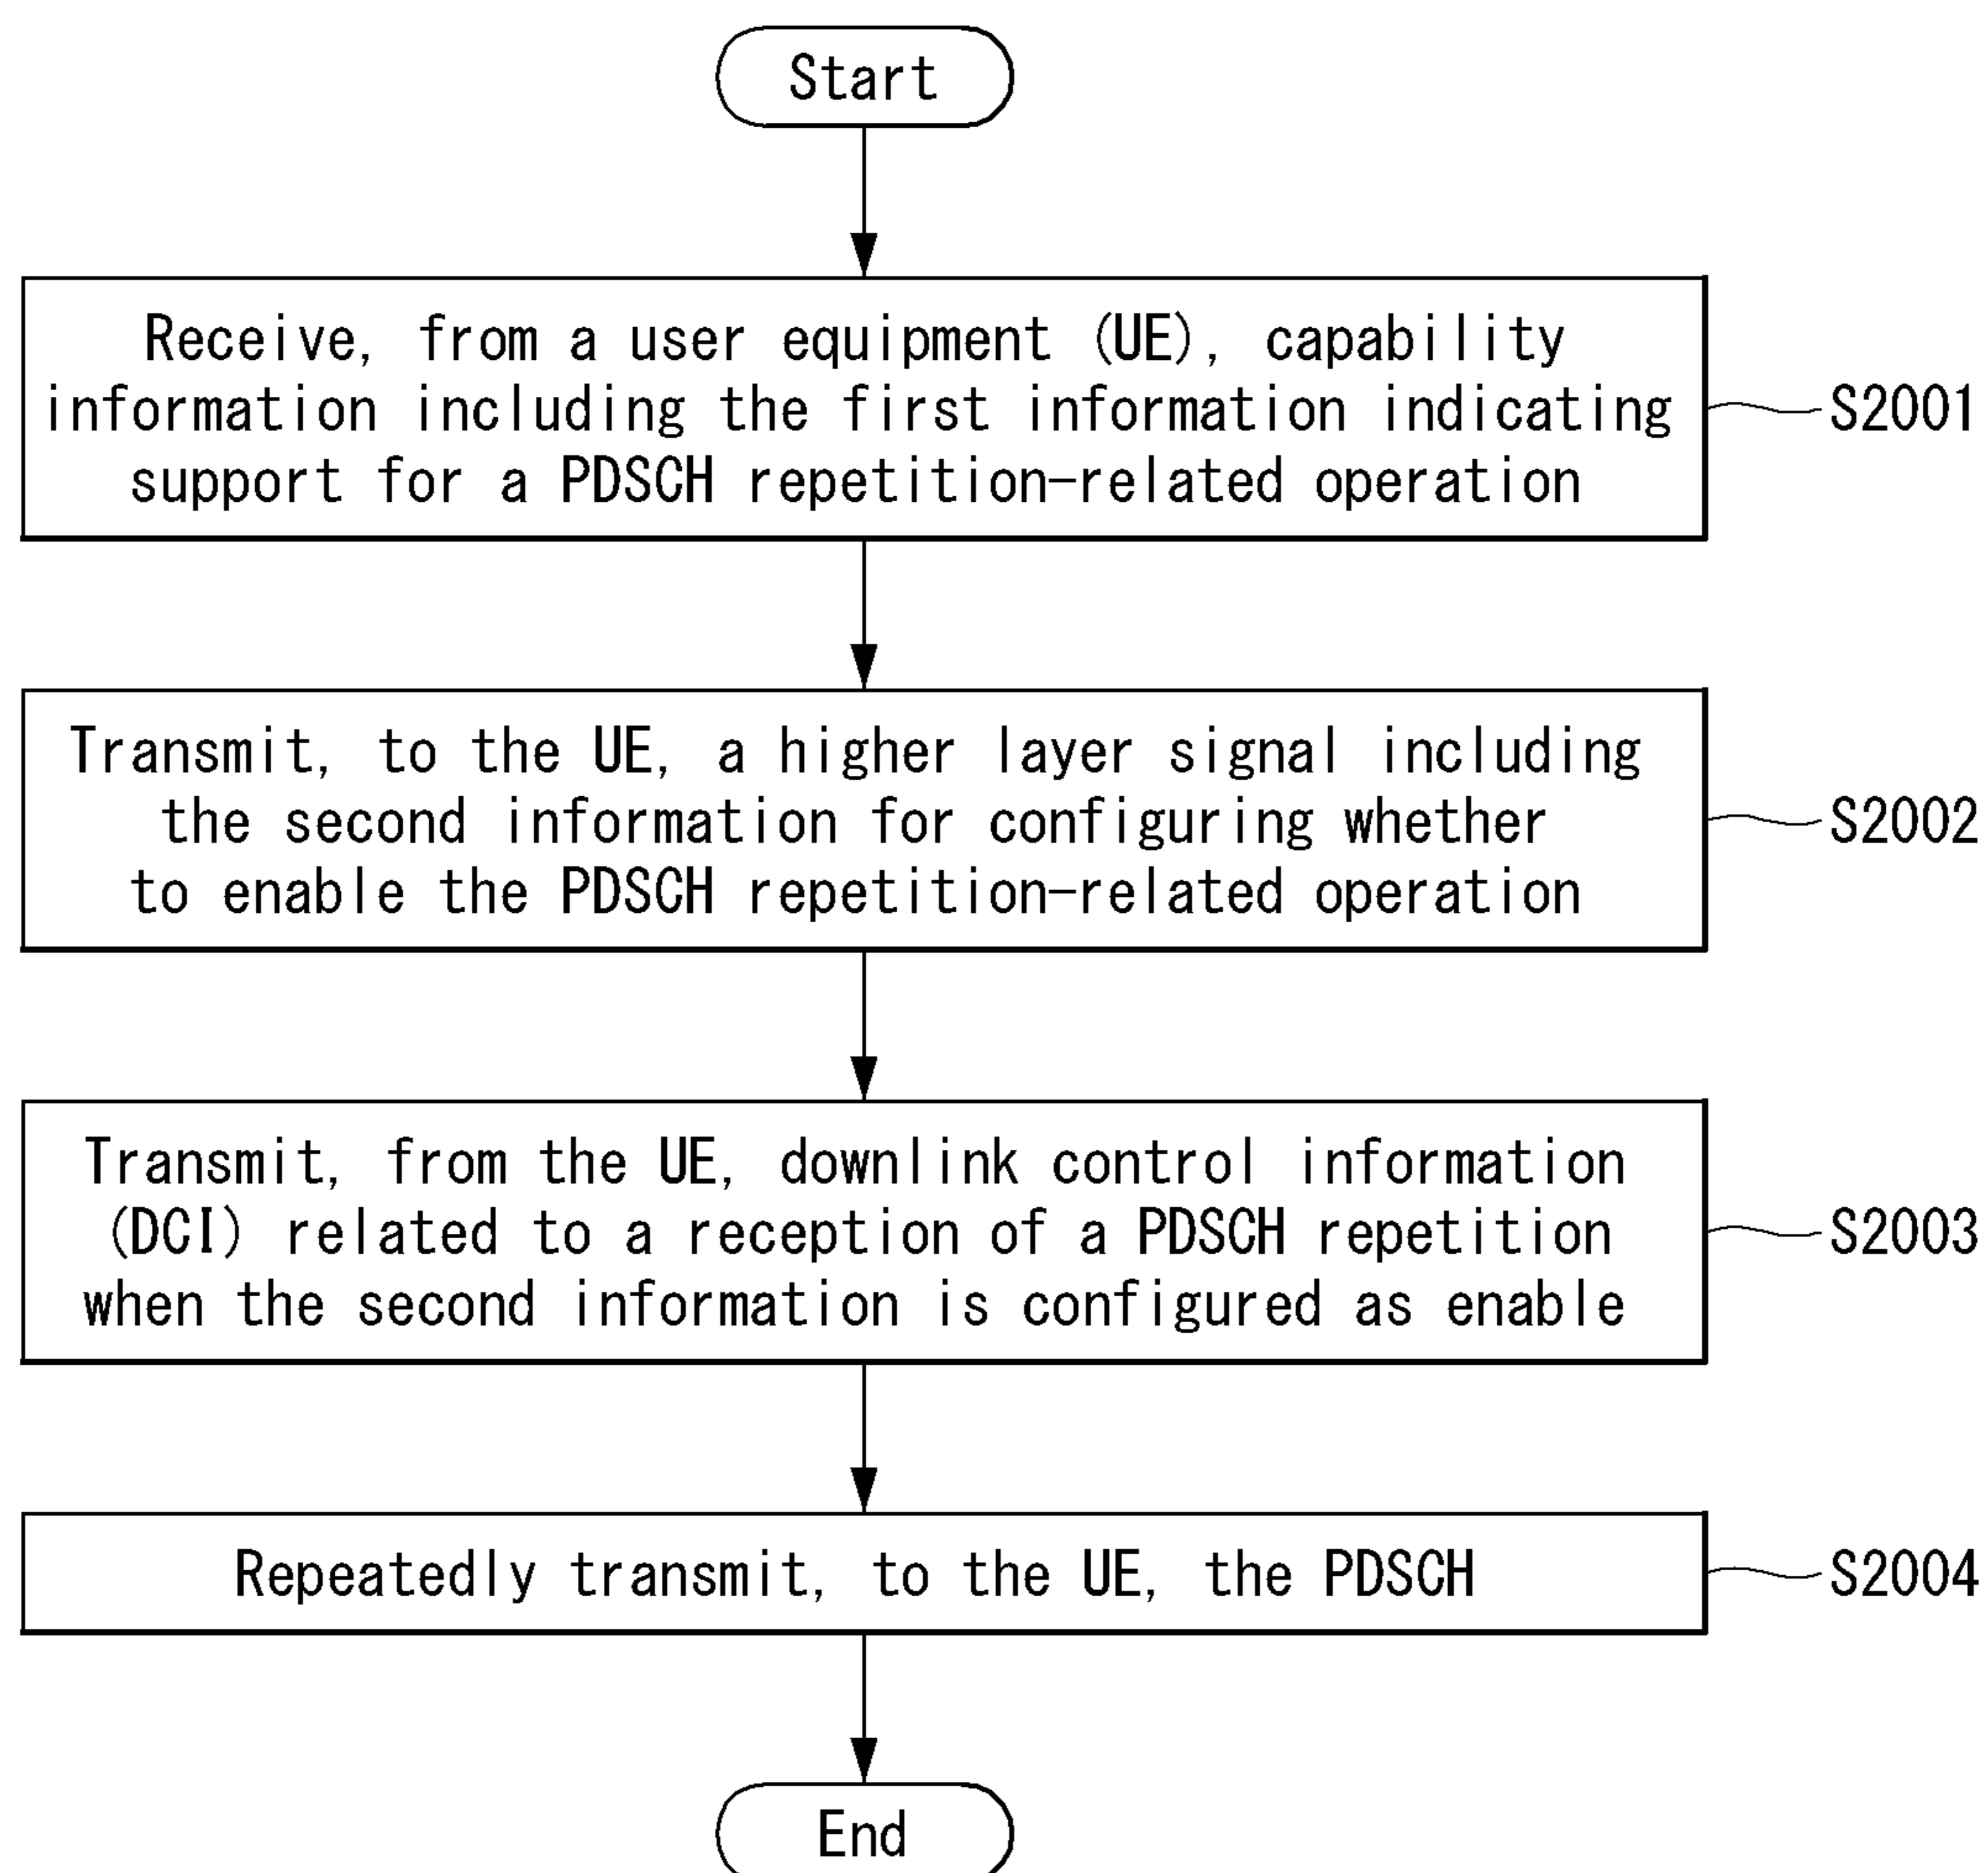 Start
Receive, from a user equipment (UE), capability
information including the first information indicating
support for a PDSCH repetition-related operation
S2001
Transmit, to the UE, a higher layer signal including
the second information for configuring whether
to enable the PDSCH repetition-related operation
S2002
Transmit, from the UE, downlink control information
(DCI) related to a reception of a PDSCH repetition
when the second information is configured as enable
S2003
Repeatedly transmit, to the UE, the PDSCH
S2004
End